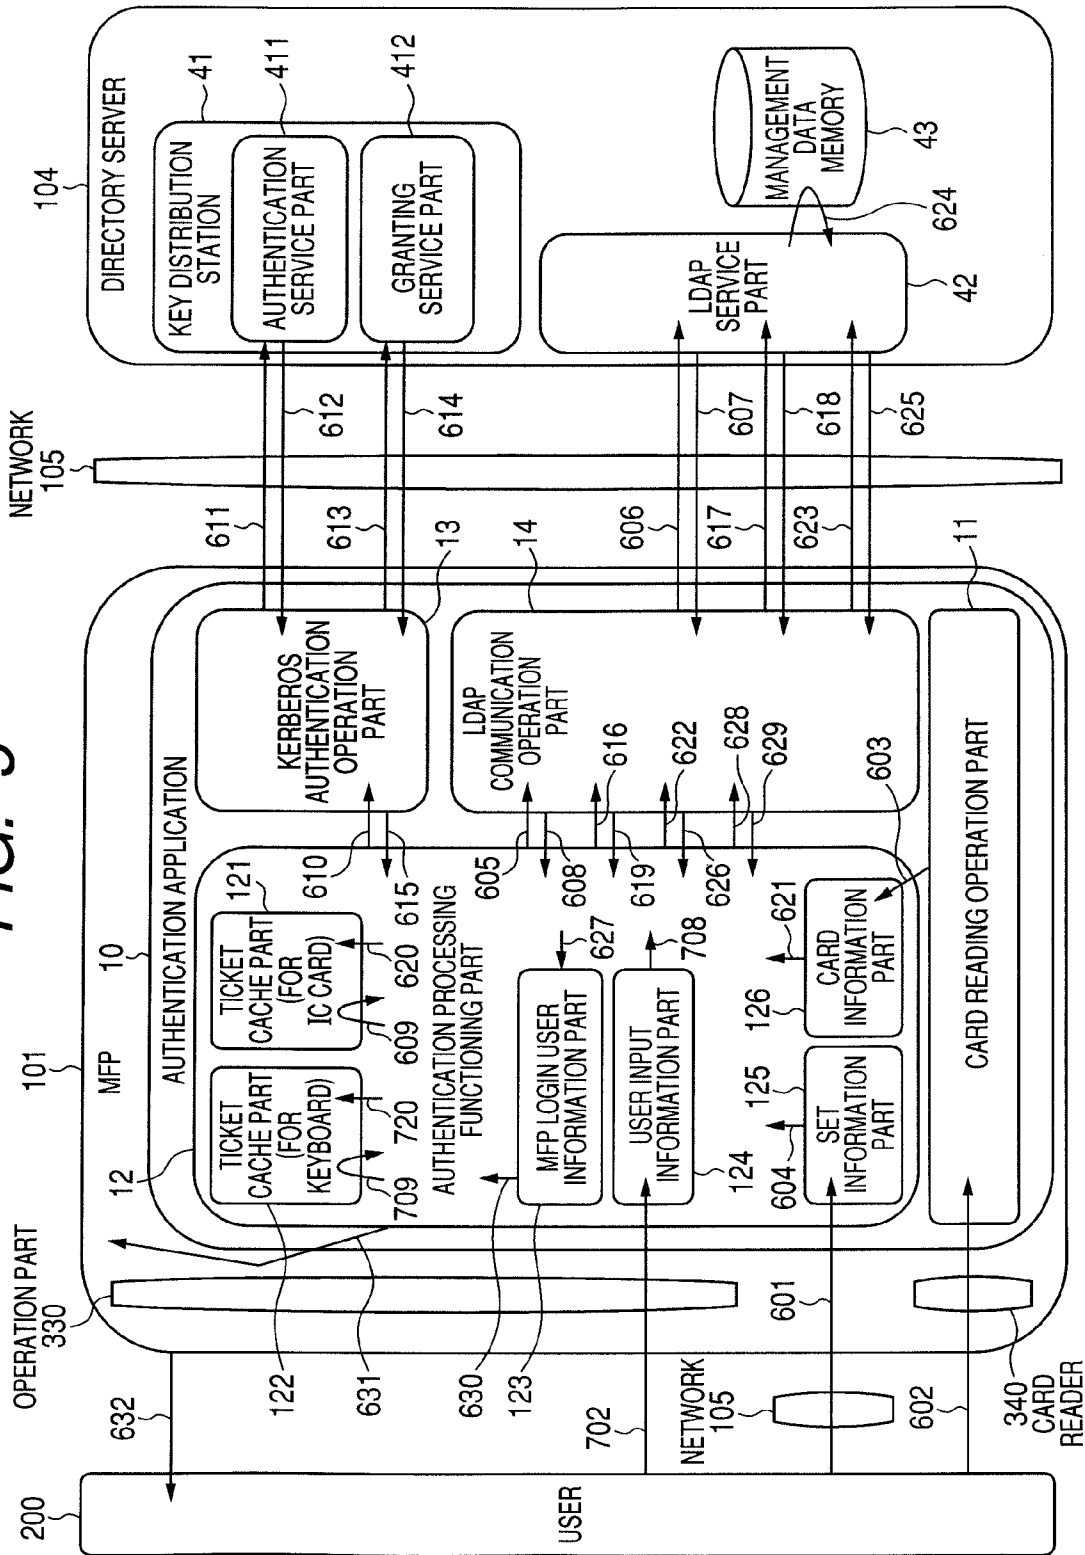 FIG.
200
USER
632
OPERATION PART
330
122
631
630
123
702
NETWORK
105
601
602
340
CARD
READER
101
MFP
10
AUTHENTICATION APPLICATION
12
TICKET
CACHE PART
(FOR
KEYBOARD)
709
720
121
TICKET
CACHE PART
(FOR
IC CARD)
609
620
AUTHENTICATION PROCESSING
FUNCTIONING PART
610
615
KERBEROS
AUTHENTICATION
OPERATION
PART
13
MFP LOGIN USER
INFORMATION PART
627
USER INPUT
INFORMATION PART
708
124
605
608
616
619
622
626
628
629
LDAP
COMMUNICATION
OPERATION
PART
14
604
125
SET
INFORMATION
PART
126
621
CARD
INFORMATION
PART
603
CARD READING OPERATION PART
11
NETWORK
105
611
612
613
614
606
607
617
618
623
625
104
DIRECTORY SERVER
41
KEY DISTRIBUTION
STATION
411
AUTHENTICATION
SERVICE PART
412
GRANTING
SERVICE PART
LDAP
SERVICE
PART
42
624
MANAGEMENT
DATA
MEMORY
43